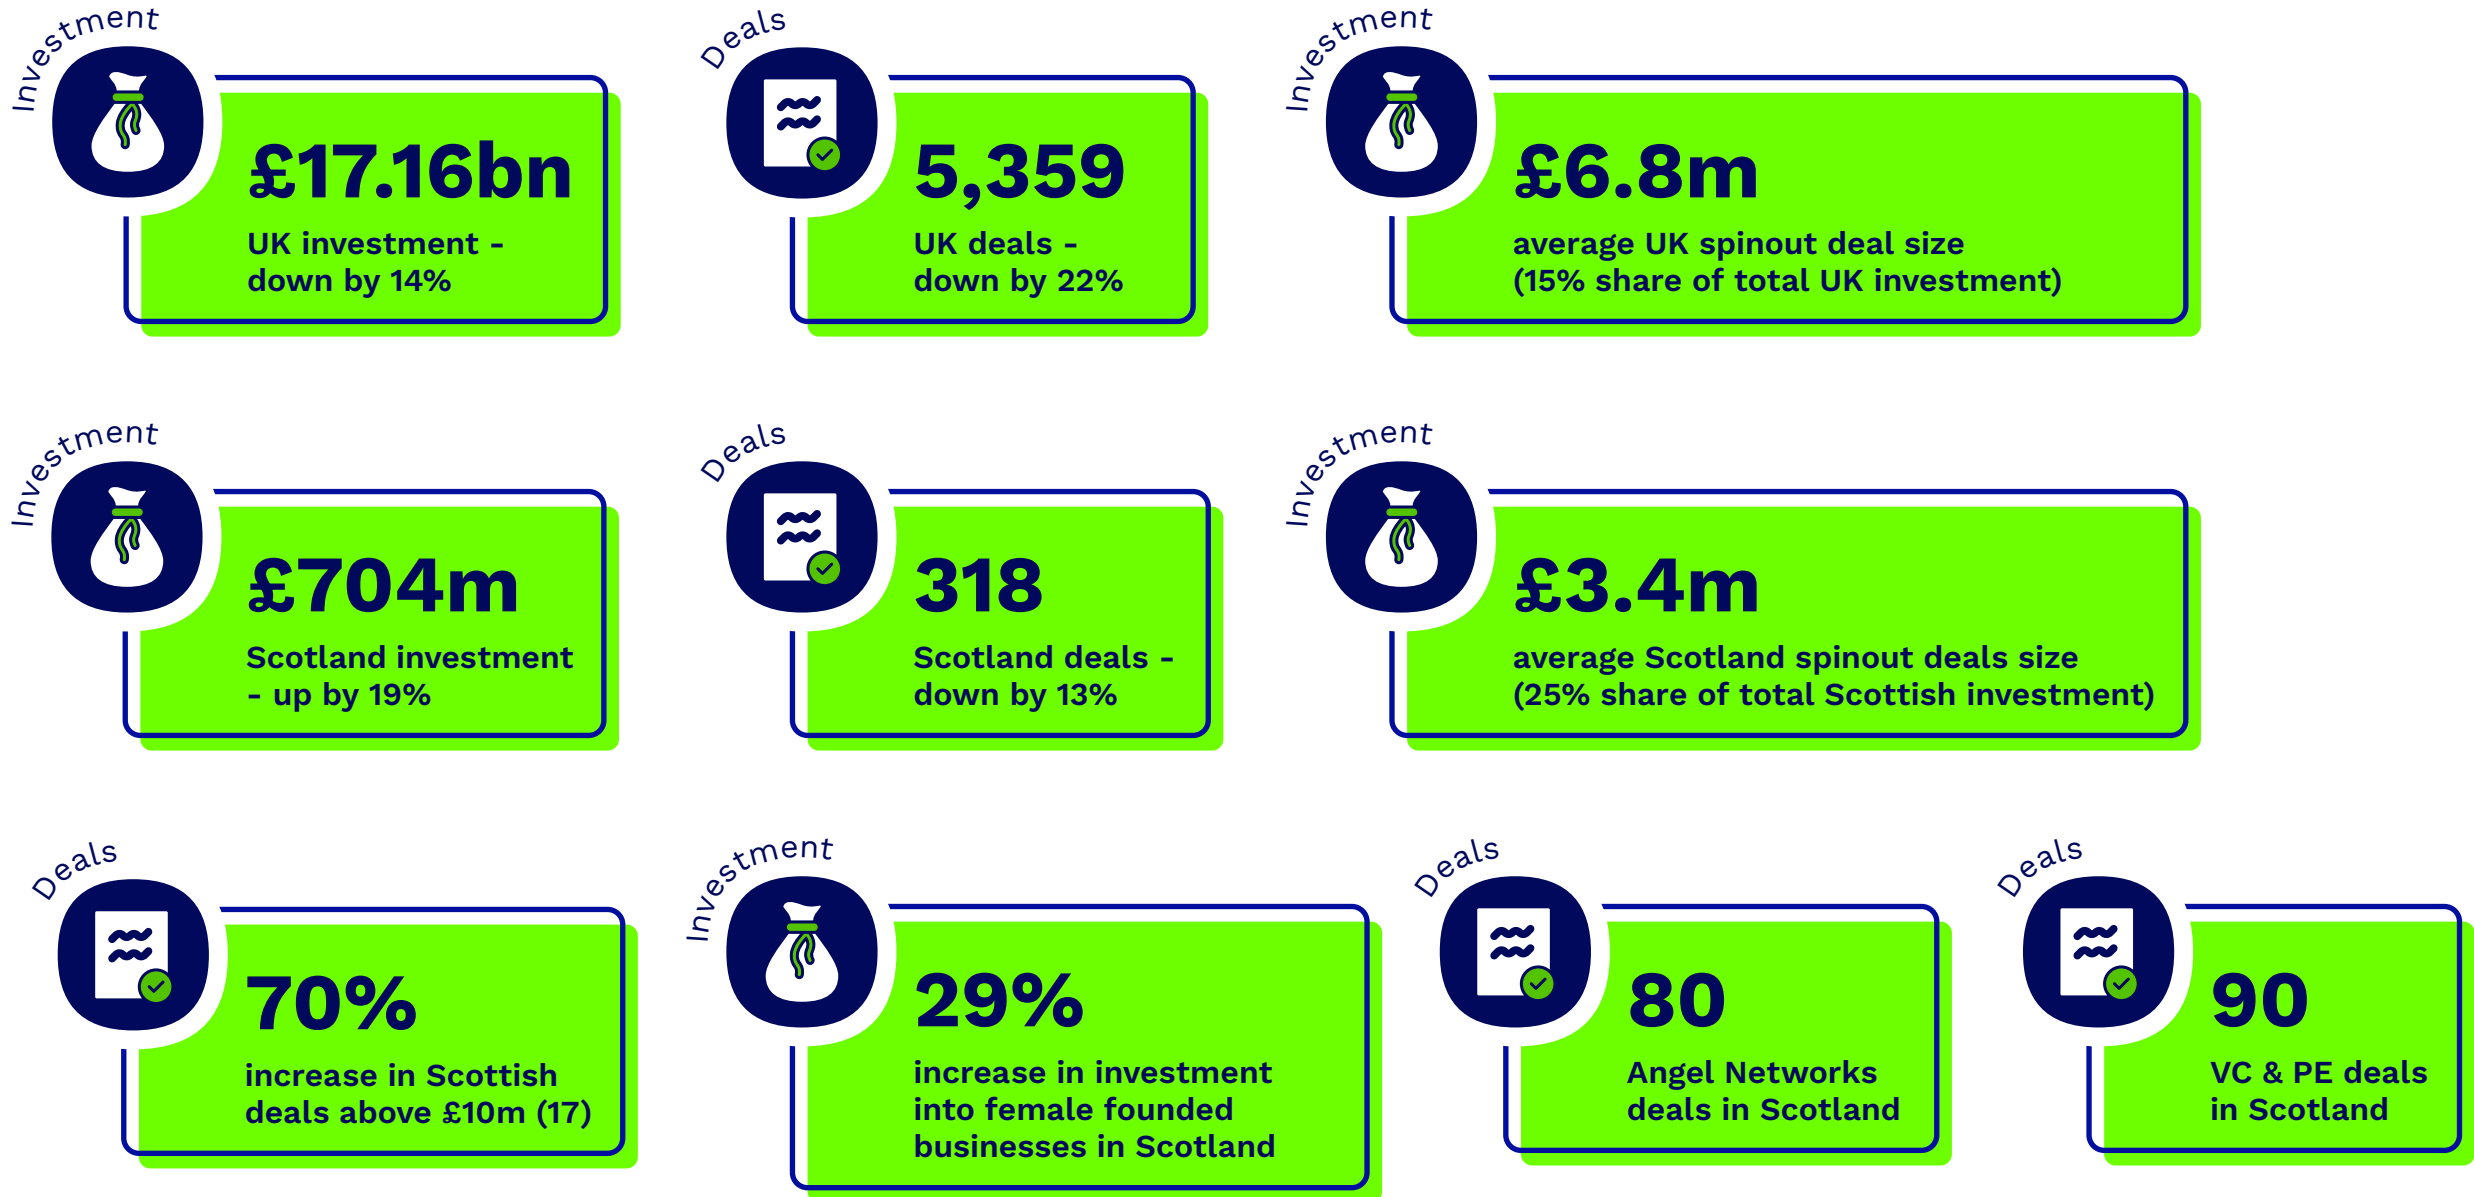 Investment
£17.16bn
UK investment -
down by 14%
Deals
5,359
UK deals -
down by 22%
Investment
£6.8m
average UK spinout deal size
(15% share of total UK investment)
Investment
£704m
Scotland investment
- up by 19%
Deals
318
Scotland deals -
down by 13%
Investment
£3.4m
average Scotland spinout deals size
(25% share of total Scottish investment)
Deals
70%
increase in Scottish
deals above £10m (17)
Investment
29%
increase in investment
into female founded
businesses in Scotland
Deals
80
Angel Networks
deals in Scotland
Deals
90
VC & PE deals
in Scotland